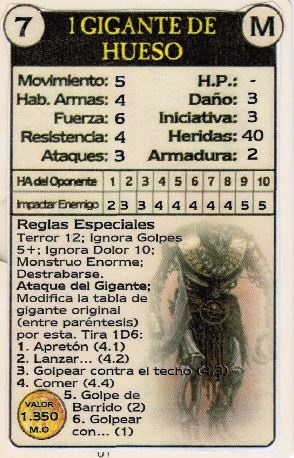 7
1 GIGANTE DE
HUESO
M
Movimiento: 5 H.P.: -
Hab. Armas: 4 Daño: 3
Fuerza: 6 Iniciativa: 3
Resistencia: 4 Heridas: 40
Ataques: 3 Armadura: 2
HA del Oponente 1 2 3 4 5 6 7 8 9 10
Impactar Enemigo 2 3 3 4 4 4 4 4 5 5
Reglas Especiales
Terror 12; Ignora Golpes
5+; Ignora Dolor 10;
Monstruo Enorme;
Destrabarse.
Ataque del Gigante;
Modifica la tabla de
gigante original
(entre paréntesis)
por esta. Tira 1D6:
1. Apretón (4.1)
2. Lanzar... (4.2)
3. Golpear contra el techo (4.3)
4. Comer (4.4)
5. Golpe de
Barrido (2)
6. Golpear
con... (1)
VALOR
1.350
M.O